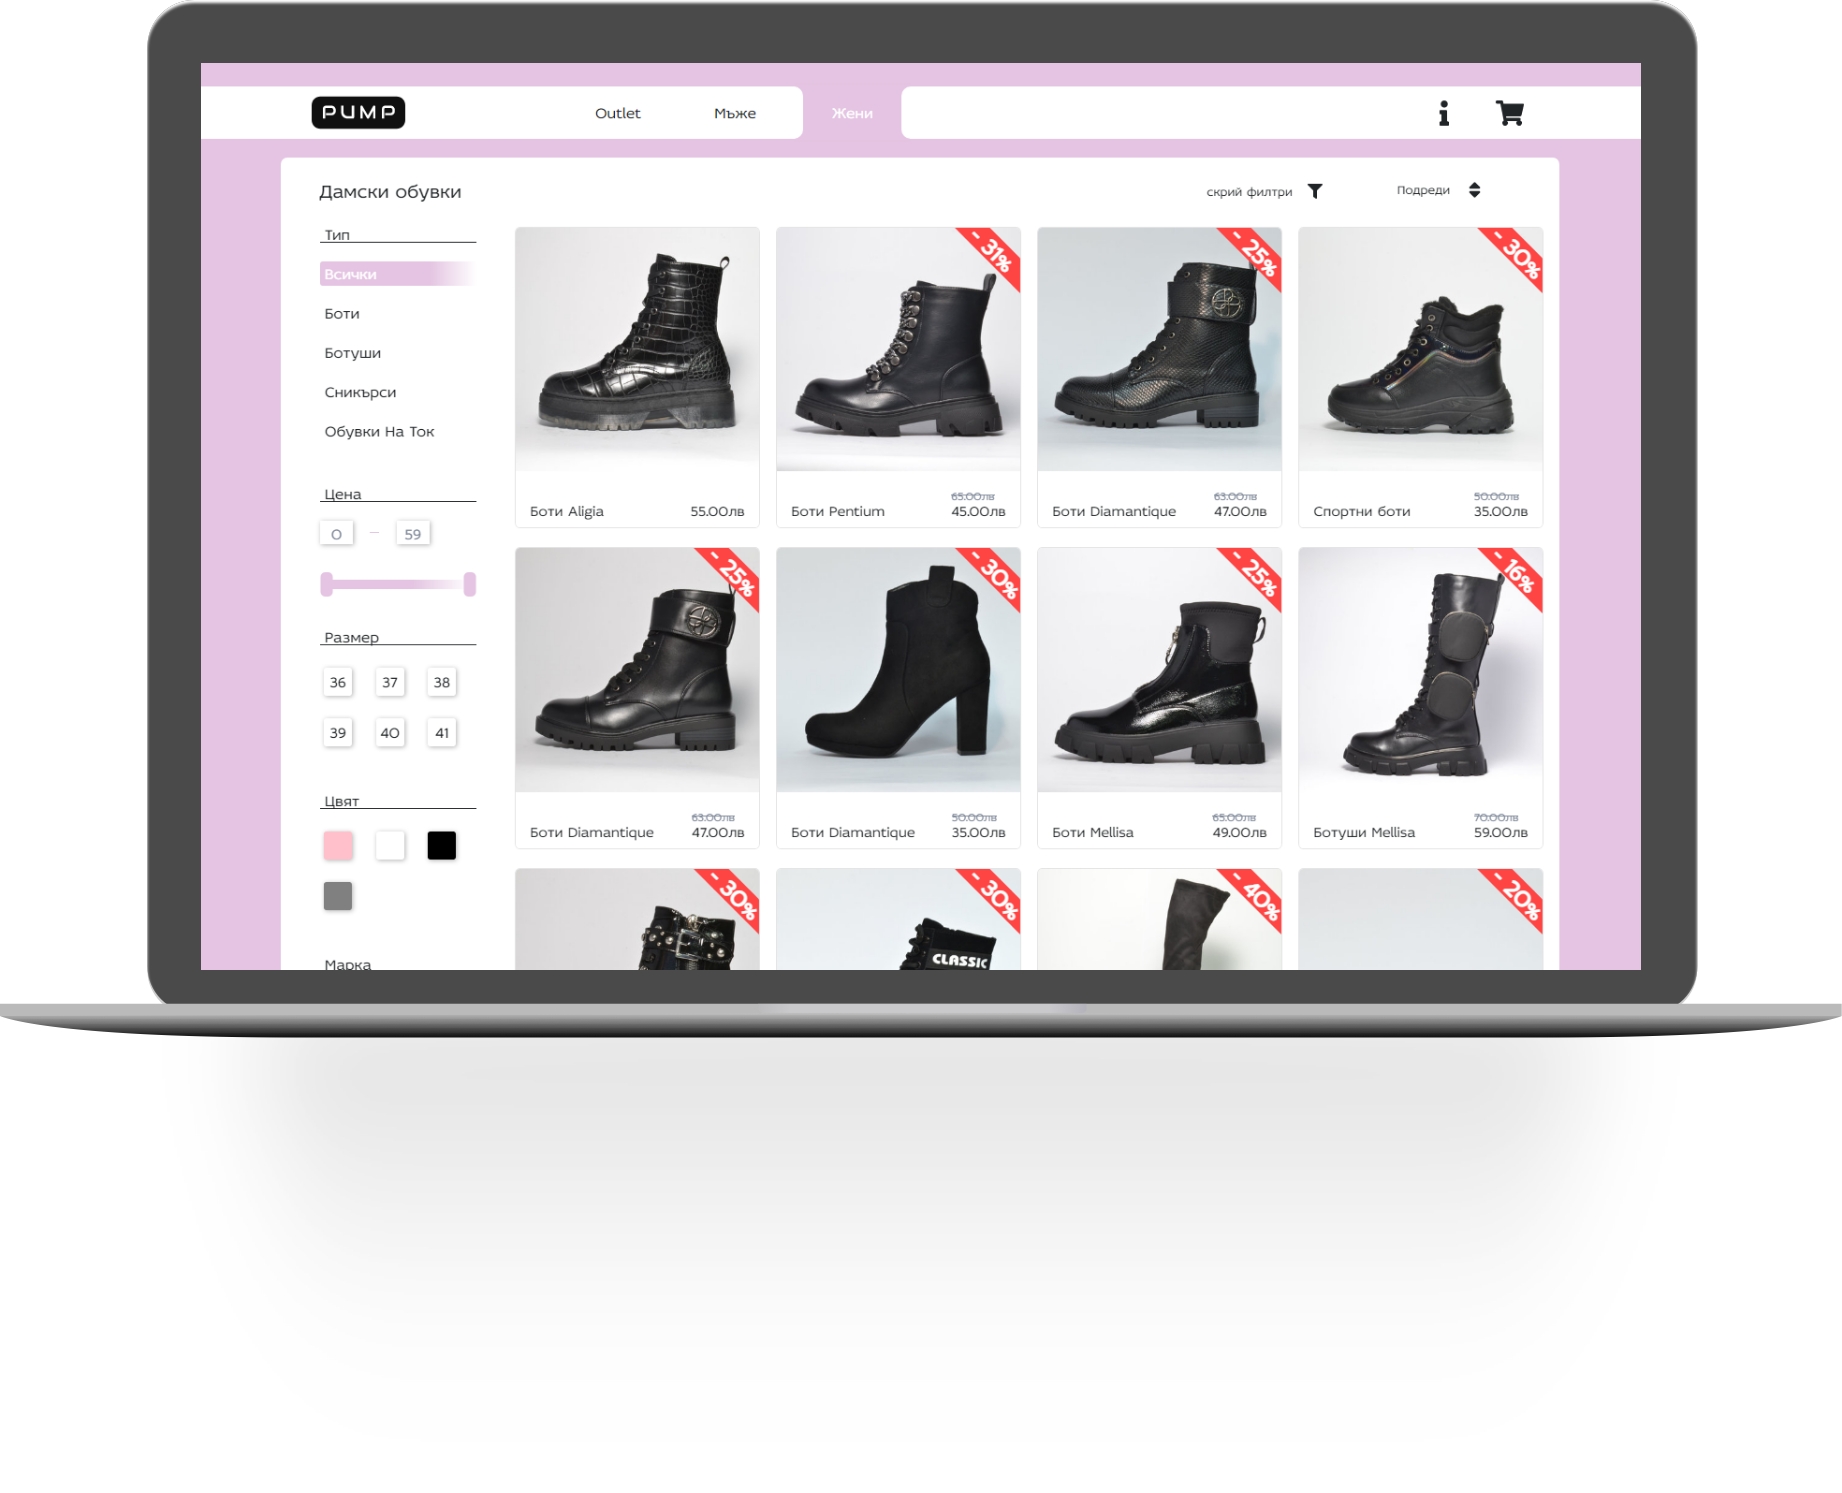 PUMP
Outlet
Мъже
Жени
Дамски обувки
скрий филтри
Подреди
Тип
Всички
Боти
Ботуши
Сникърси
Обувки На Ток
Цена
0 – 59
Размер
36 37 38
39 40 41
Цвят
Марка
- 31%
- 25%
- 30%
Боти Aligia 55.00лв
65.00лв
Боти Pentium 45.00лв
63.00лв
Боти Diamantique 47.00лв
50.00лв
Спортни боти 35.00лв
- 25%
- 30%
- 25%
- 16%
63.00лв
Боти Diamantique 47.00лв
50.00лв
Боти Diamantique 35.00лв
65.00лв
Боти Mellisa 49.00лв
70.00лв
Ботуши Mellisa 59.00лв
- 30%
- 30%
- 40%
- 20%
CLASSIC